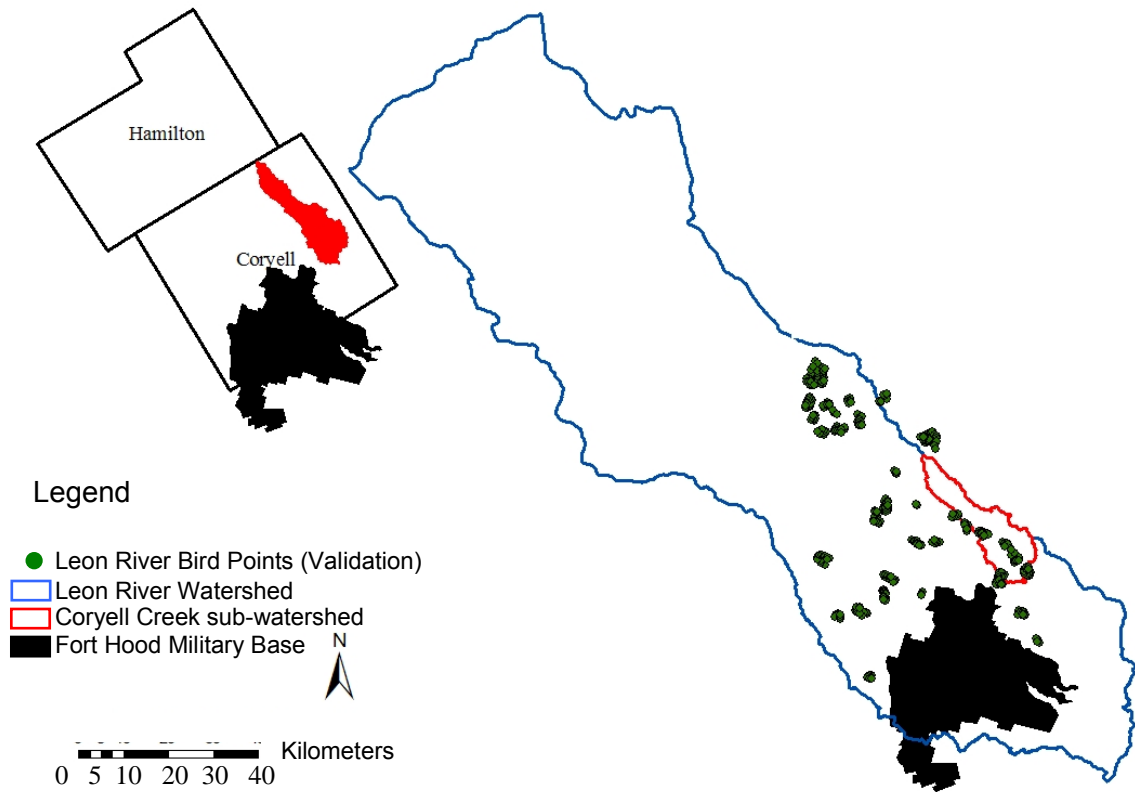 Hamilton
Coryell
Legend
Leon River Bird Points (Validation)
Leon River Watershed
Coryell Creek sub-watershed
Fort Hood Military Base
N
Kilometers
0 5 10 20 30 40